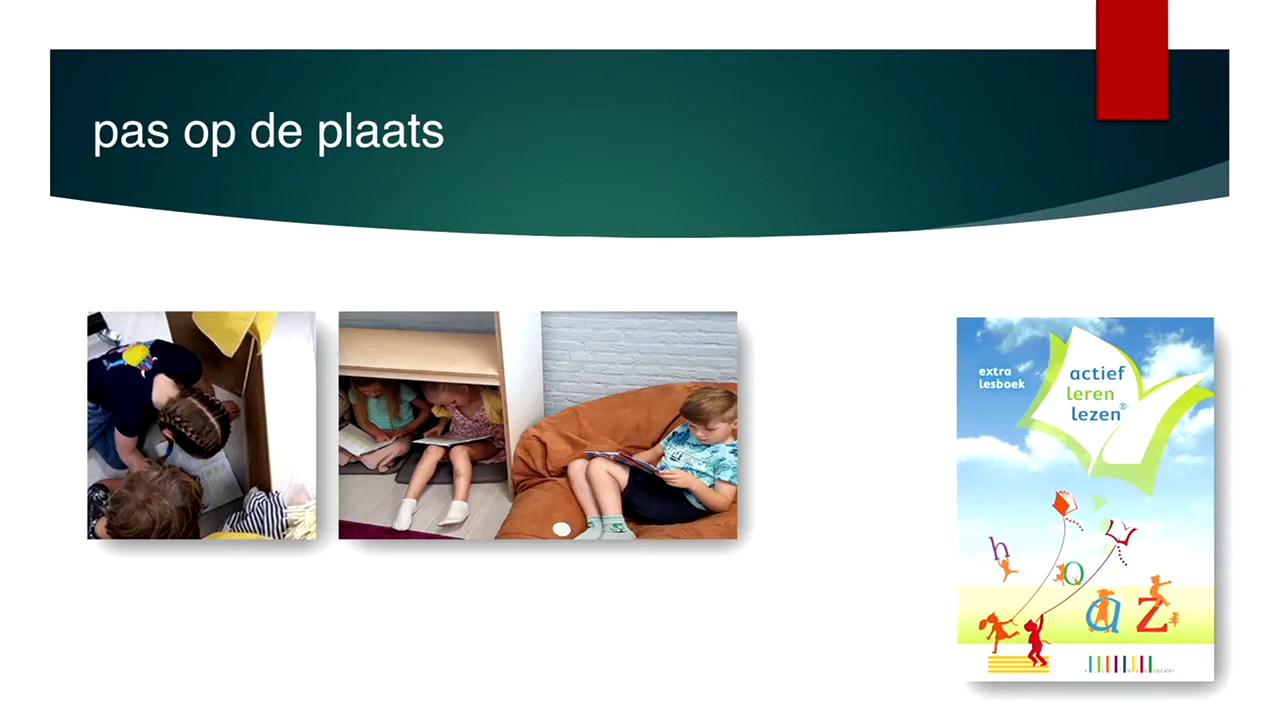 pas op de plaats
extra
lesboek
actief
leren
lezen®
h
o
a z